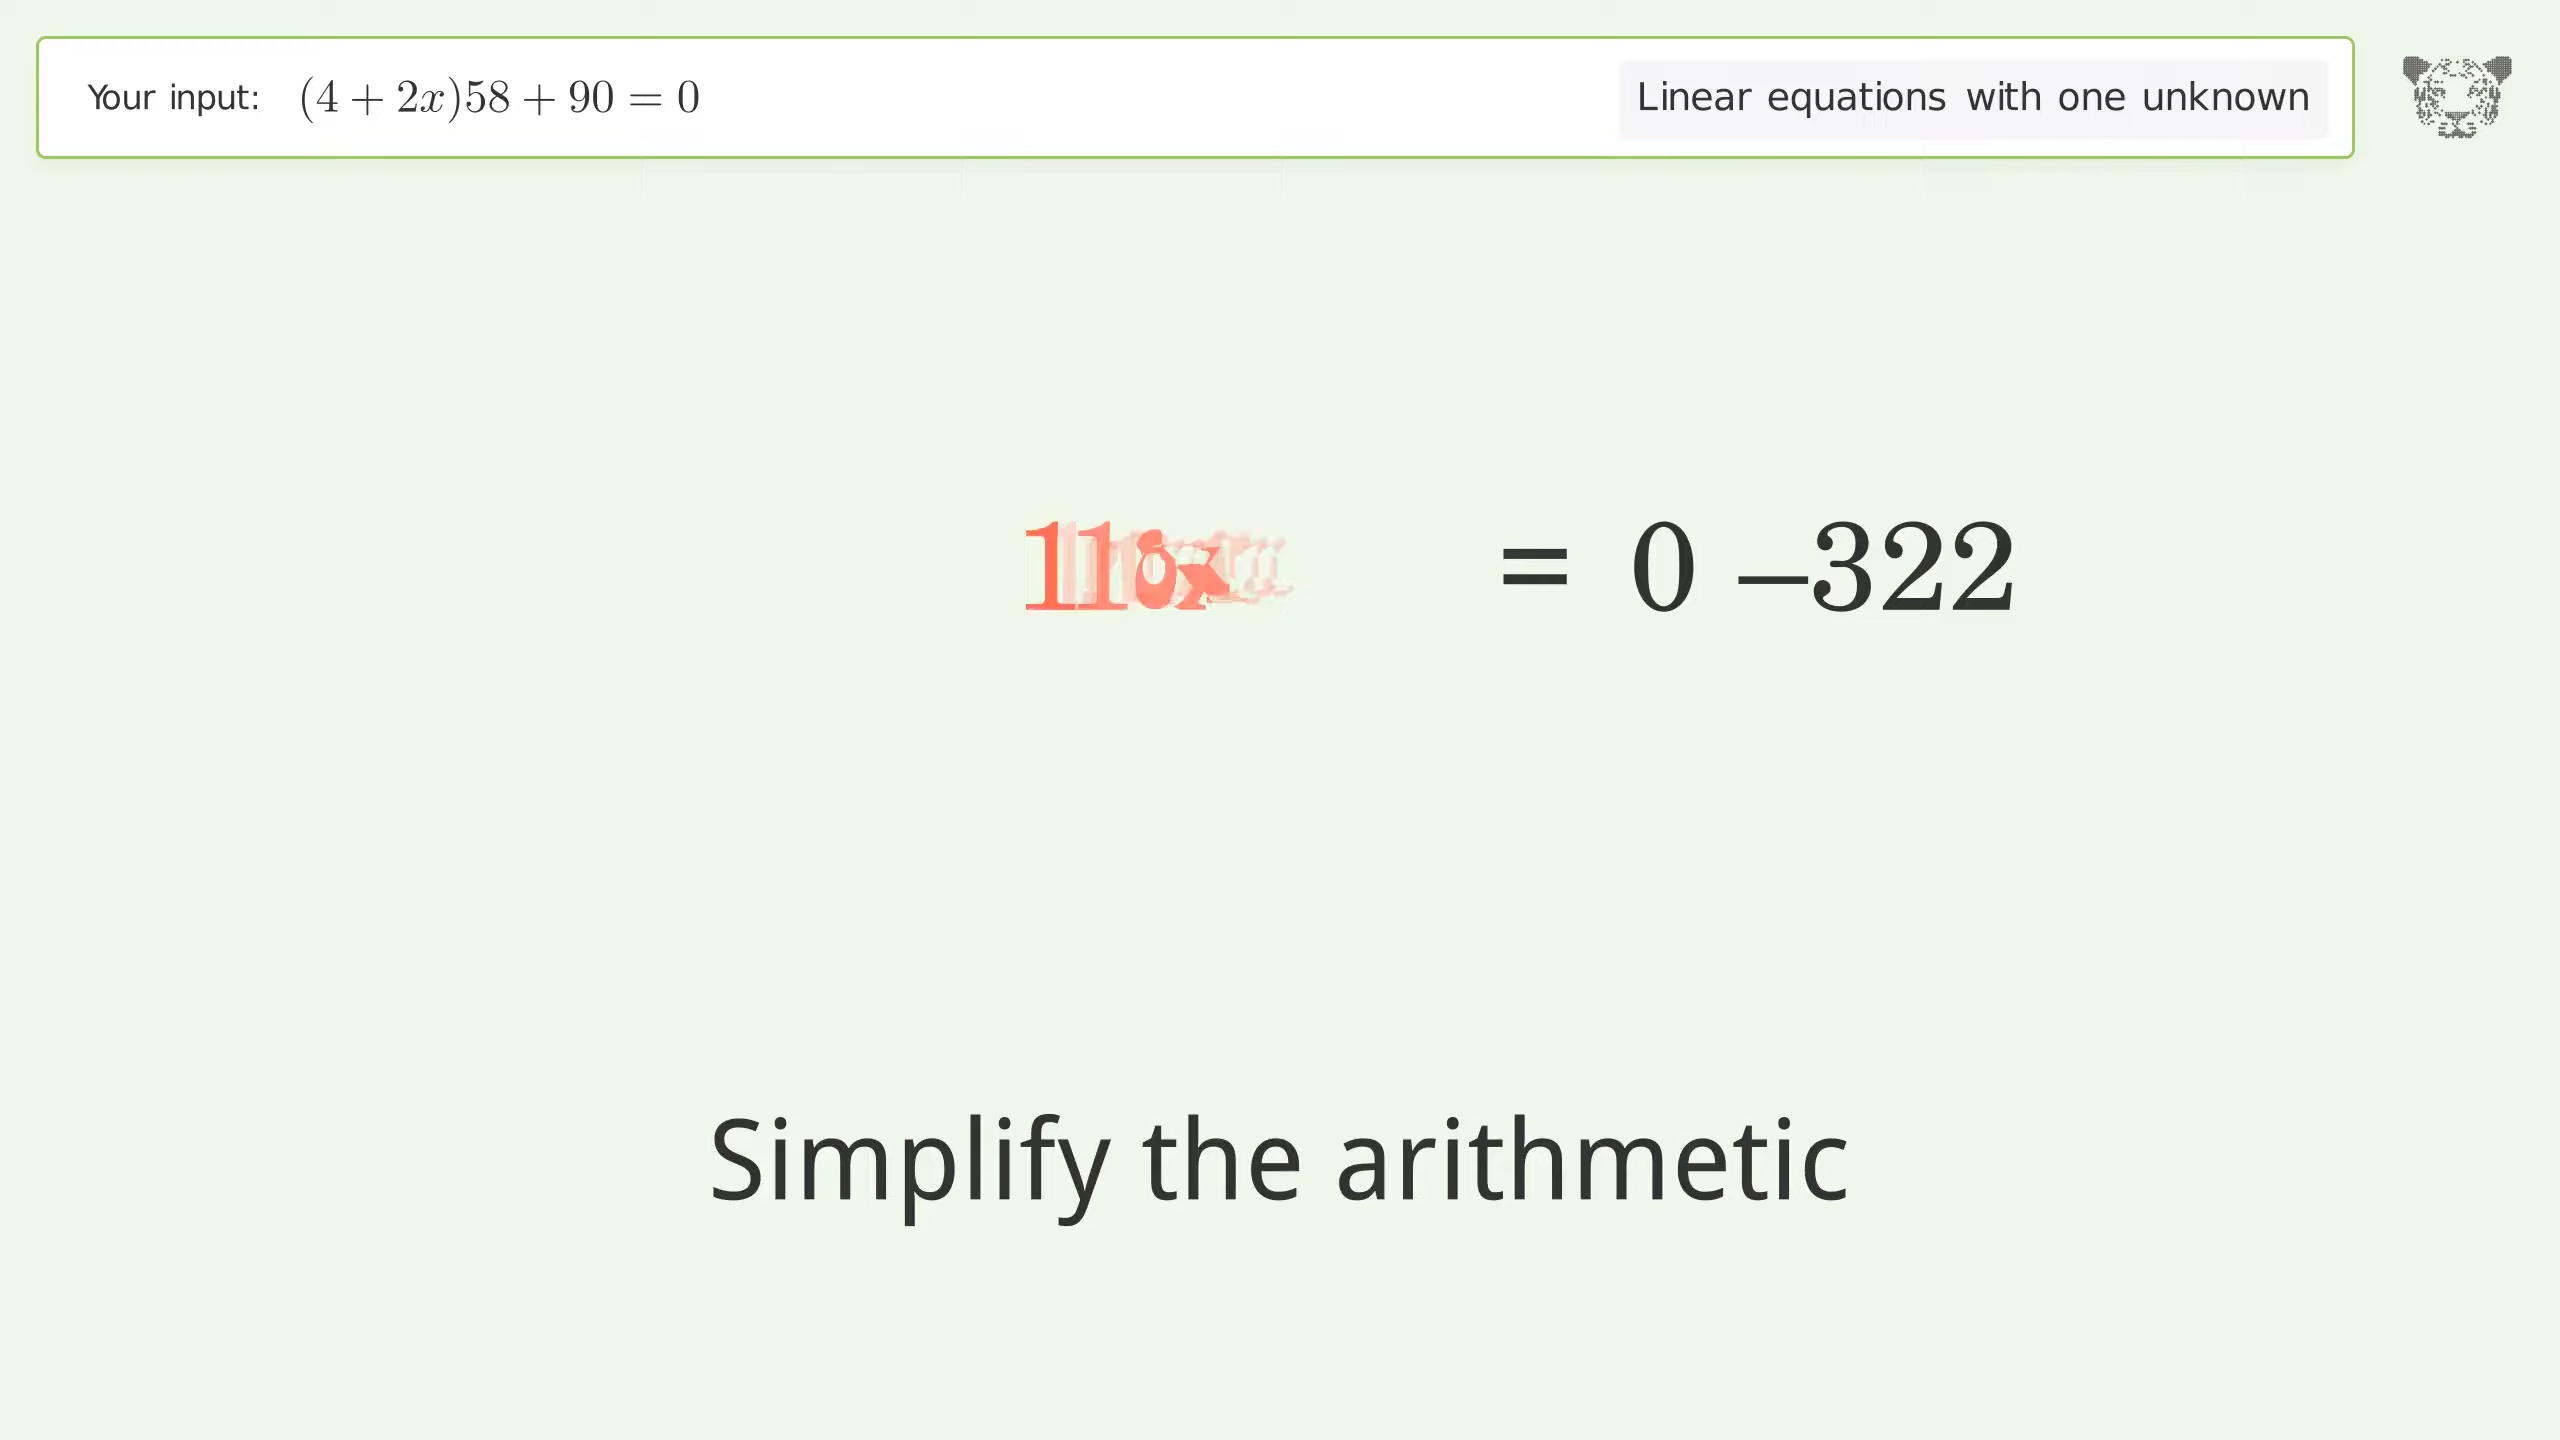 Your input: (4 + 2x)58 + 90 = 0 Linear equations with one unknown
= 0 −322
Simplify the arithmetic